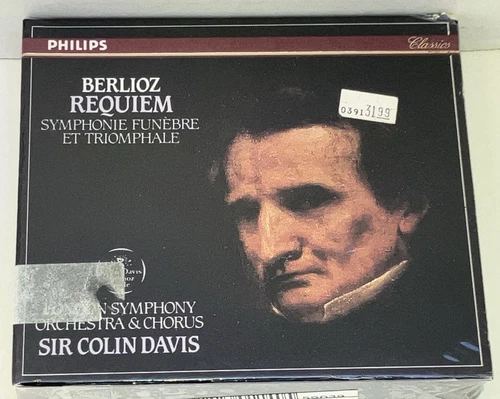 PHILIPS
Classics
BERLIOZ
REQUIEM
SYMPHONIE FUNÈBRE
ET TRIOMPHALE
0391 3199
SYMPHONY
ORCHESTRA & CHORUS
SIR COLIN DAVIS